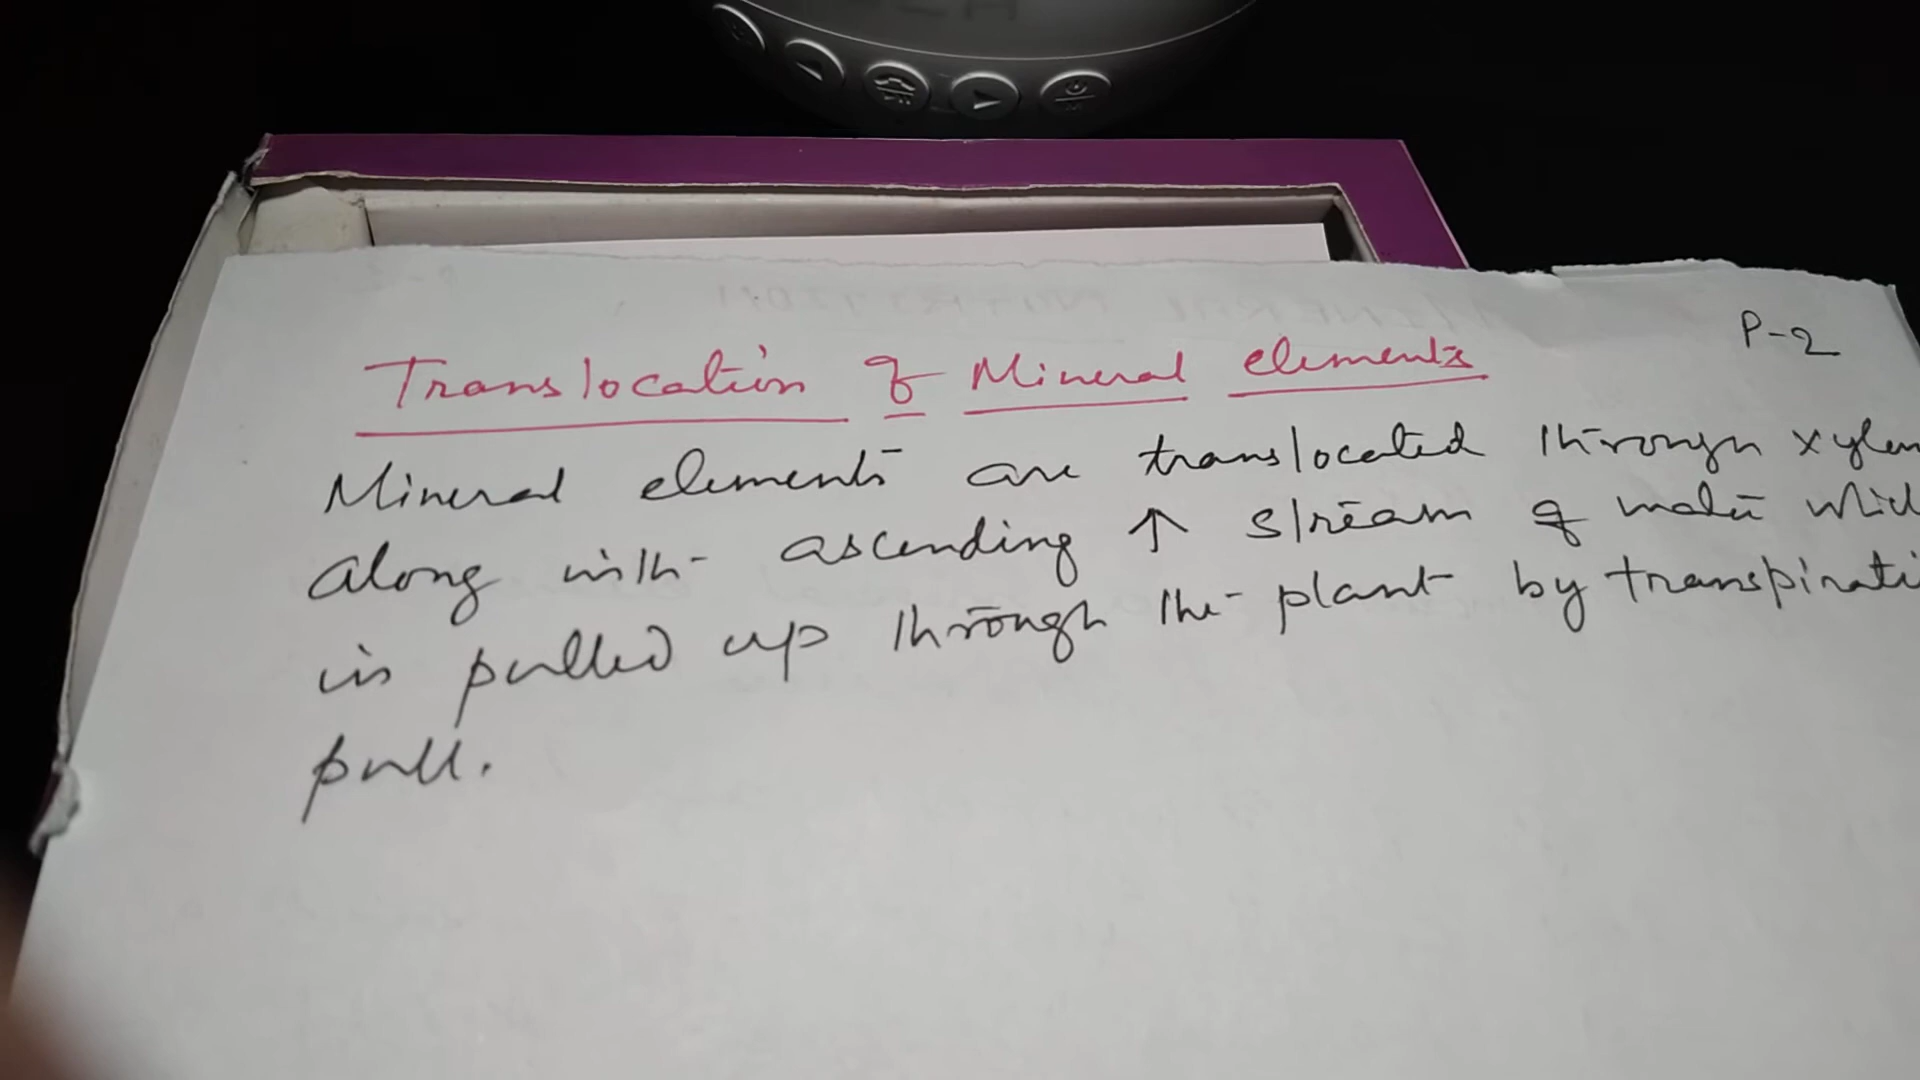 P-2
Translocation of Mineral elements
Mineral elements are translocated through xylem
along with ascending ↑ stream of water which
is pulled up through the plant by transpirati
pull.